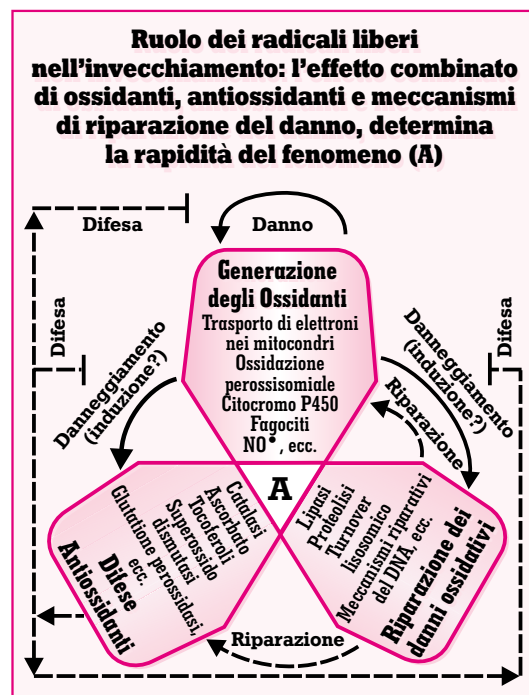 Ruolo dei radicali liberi
nell'invecchiamento: l'effetto combinato
di ossidanti, antiossidanti e meccanismi
di riparazione del danno, determina
la rapidità del fenomeno (A)
Difesa
Danno
Difesa
Difesa
Danneggiamento
(induzione?)
Generazione
degli Ossidanti
Trasporto di elettroni
nei mitocondri
Ossidazione
perossisomiale
Citocromo P450
Fagociti
NO•, ecc.
Danneggiamento
(induzione?)
Riparazione
A
Catalasi
Ascorbato
Tocoferoli
Superossido
dismutasi
Glutatione perossidasi,
ecc.
Difese
Antiossidanti
Lipasi
Proteolisi
Turnover
lisosomico
Meccanismi riparativi
del DNA, ecc.
Riparazione dei
danni ossidativi
Riparazione